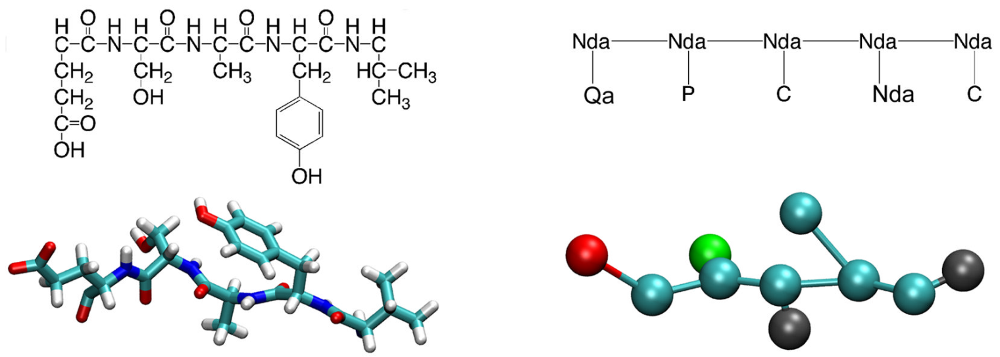 H O H H O H H O H H O H H
C–C–N–C–C–N–C–C–N–C–C–N–C
CH2 CH2 CH3 CH2 HC–CH3
CH2 OH CH3
C=O
OH
OH
Nda Nda Nda Nda Nda
Qa P C Nda C